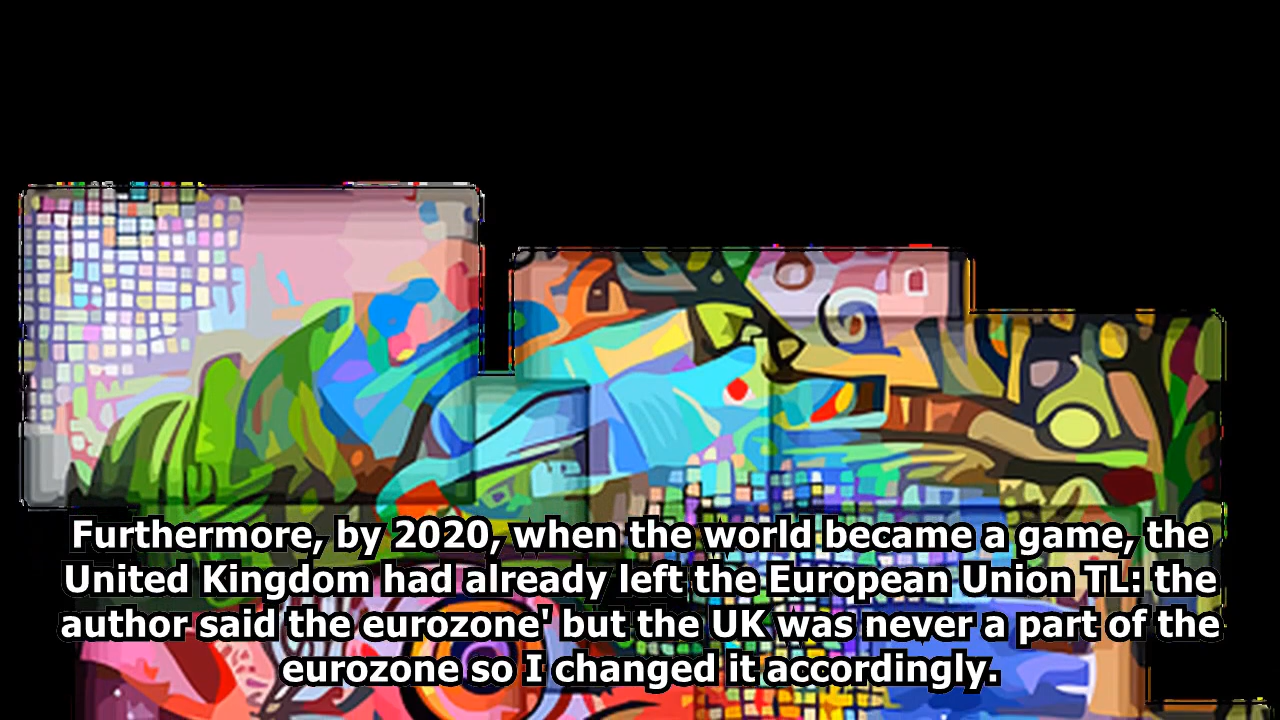 Furthermore, by 2020, when the world became a game, the
United Kingdom had already left the European Union TL: the
author said the eurozone' but the UK was never a part of the
eurozone so I changed it accordingly.